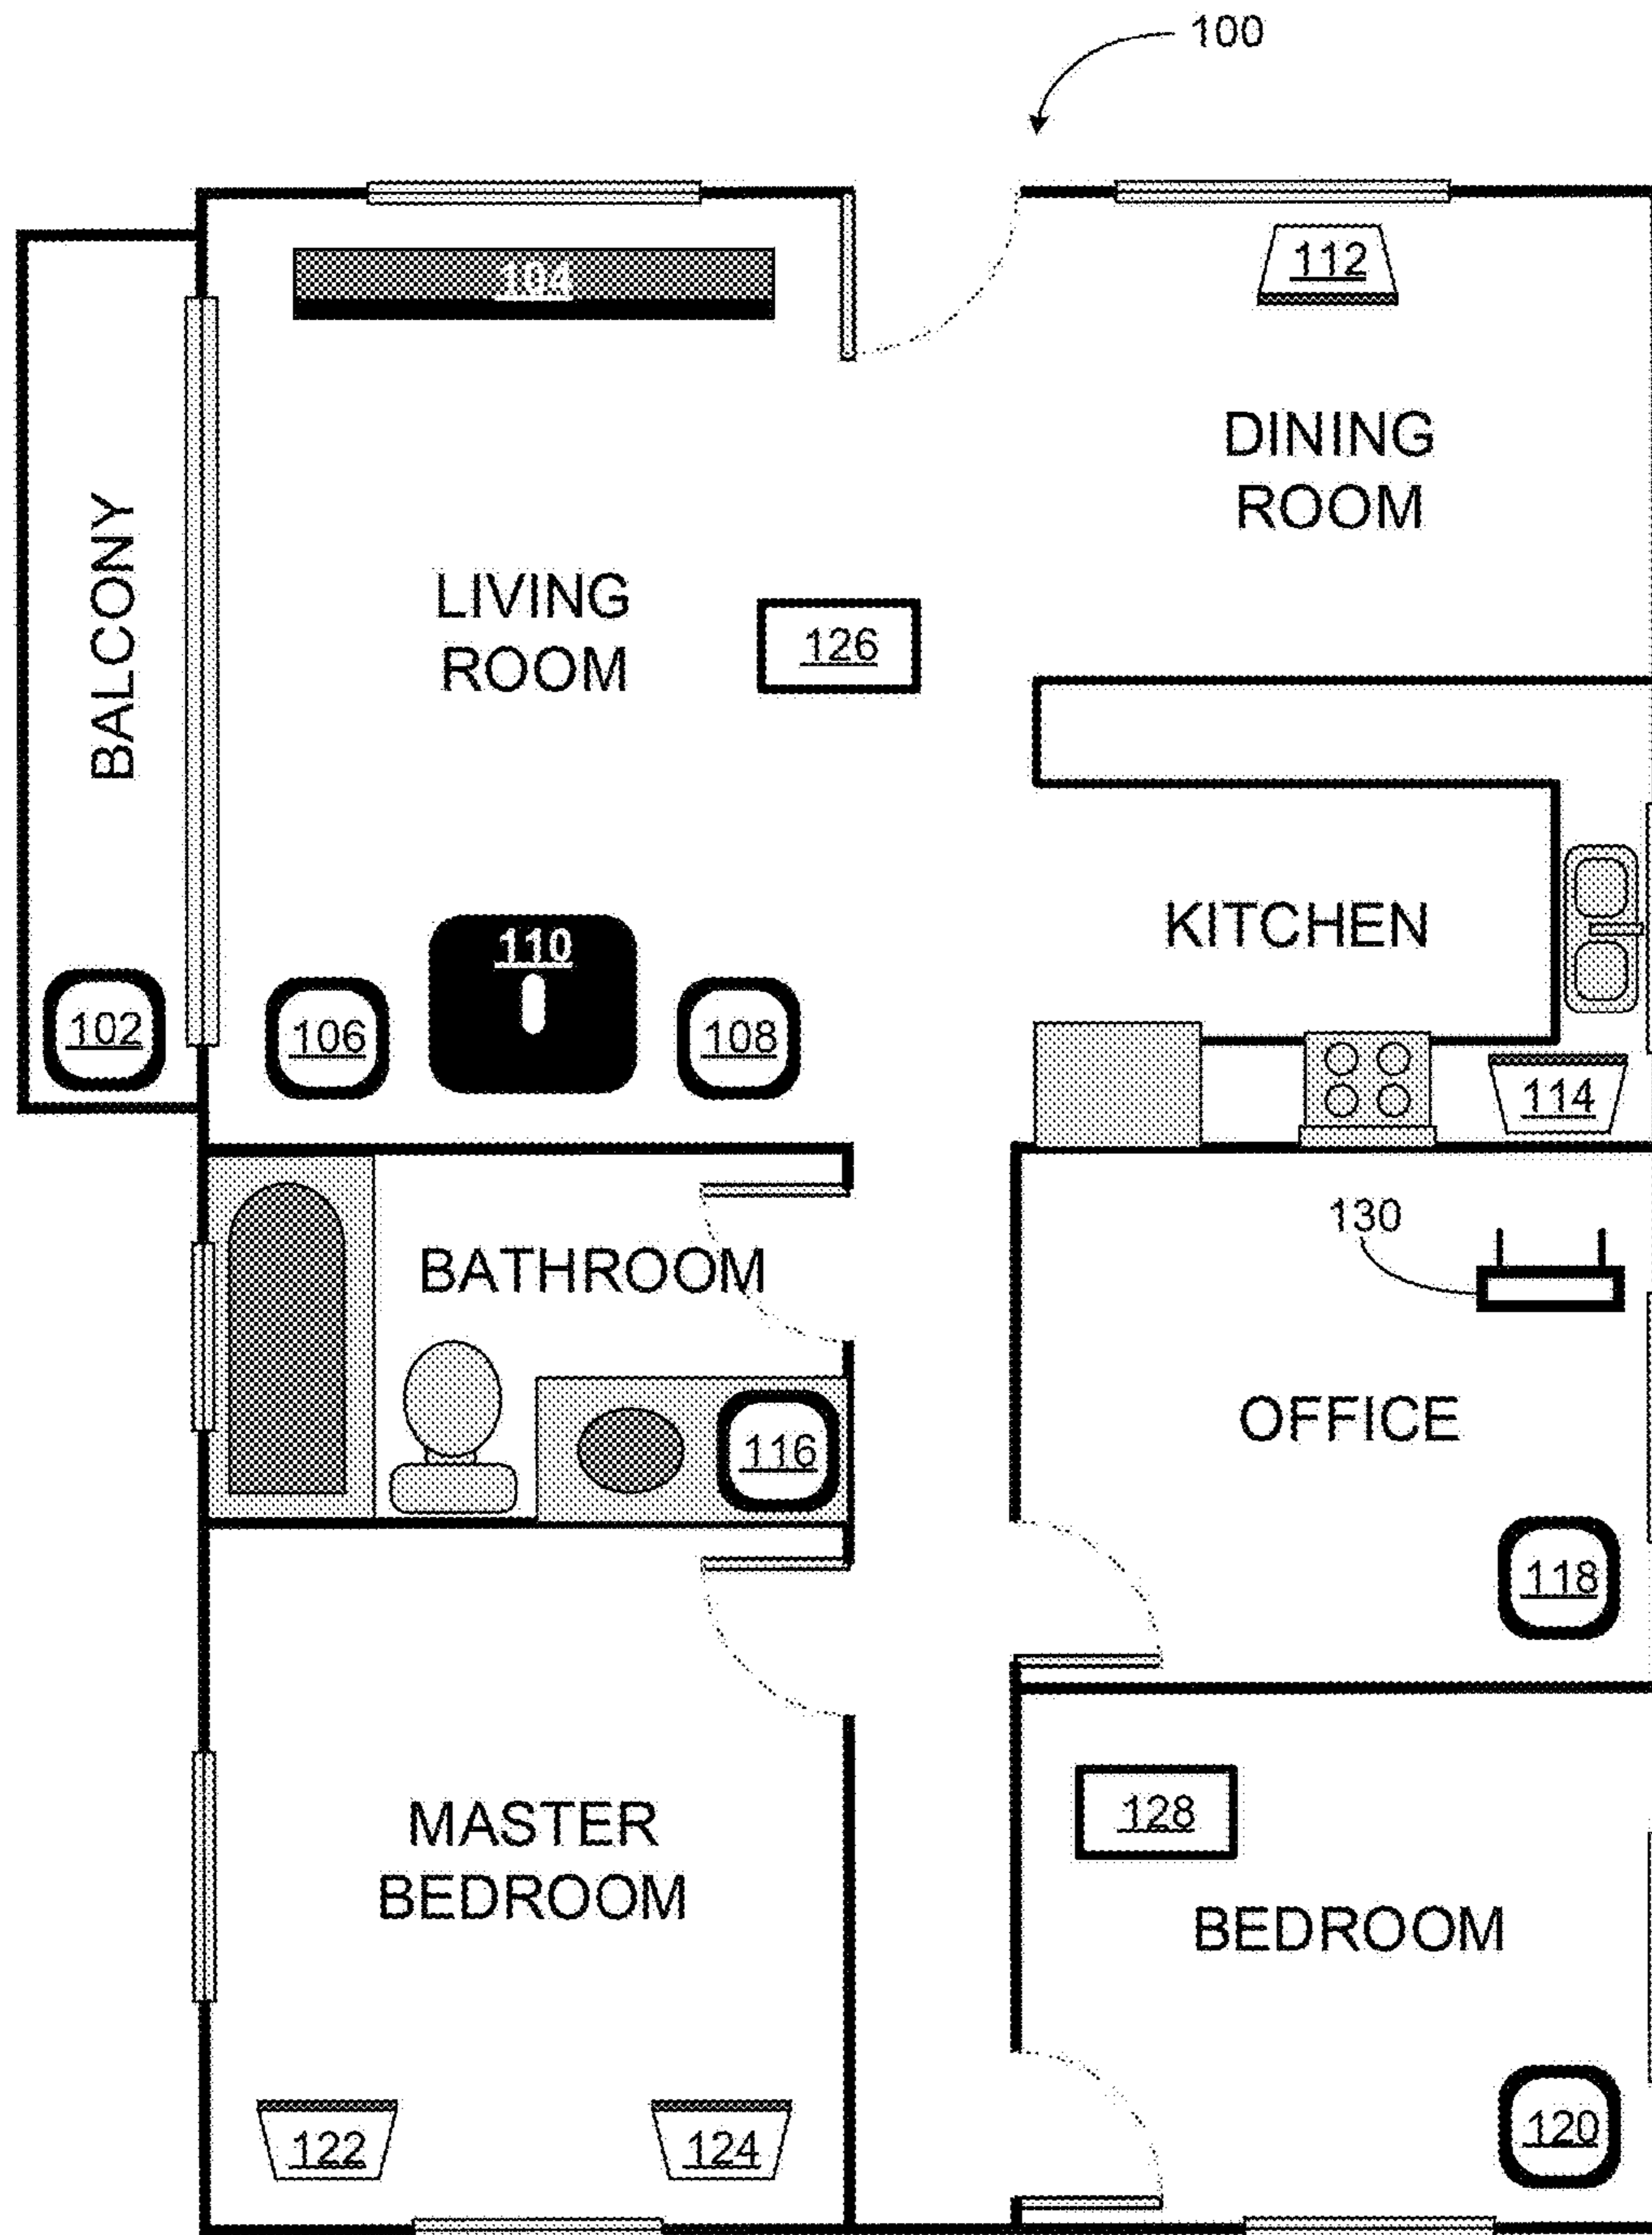 100
104
112
DINING
ROOM
BALCONY
LIVING
ROOM
126
KITCHEN
110
102
106
108
114
130
BATHROOM
OFFICE
116
118
MASTER
BEDROOM
128
BEDROOM
122
124
120